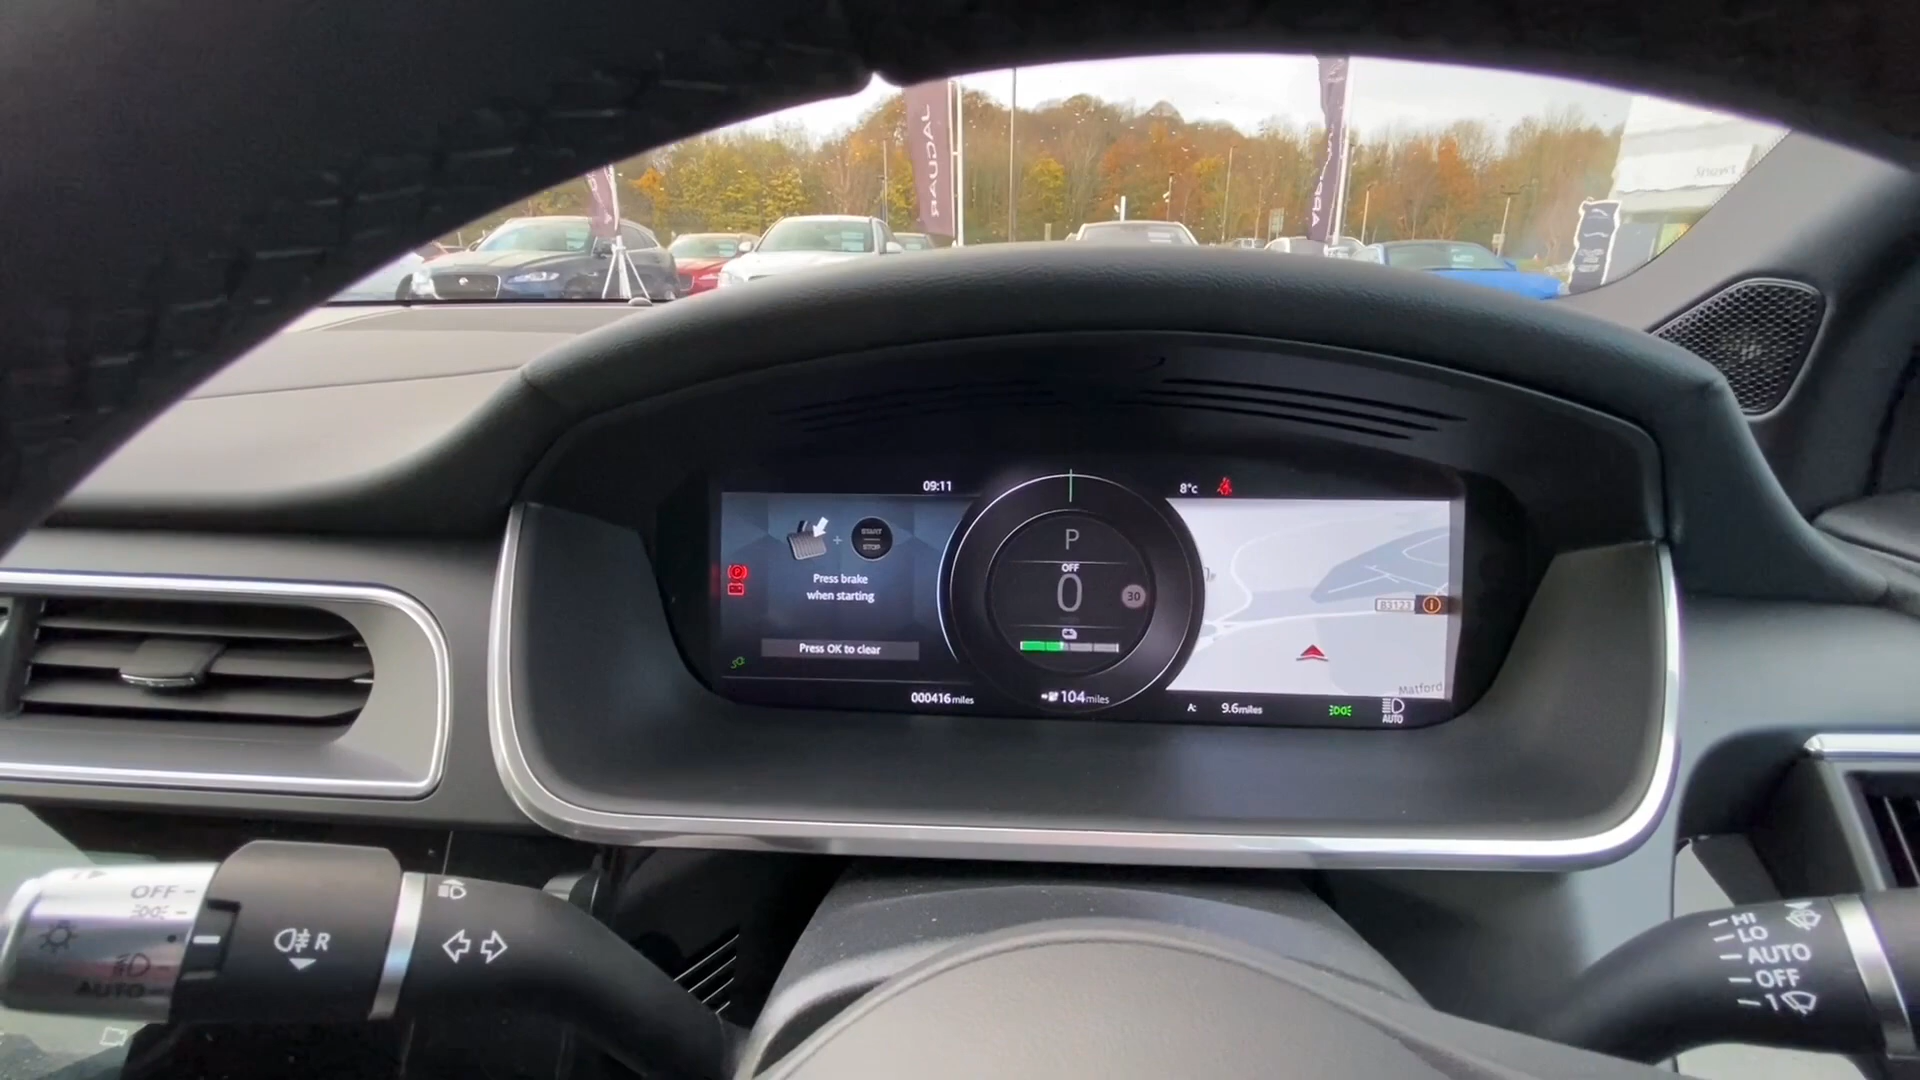 JAGUAR
09:11
8°c
START
STOP
P
Press brake
when starting
OFF
0
30
B3123
Press OK to clear
Matford
000416 miles
104 miles
A: 9.6 miles
AUTO
OFF
R
AUTO
HI
LO
AUTO
OFF
1